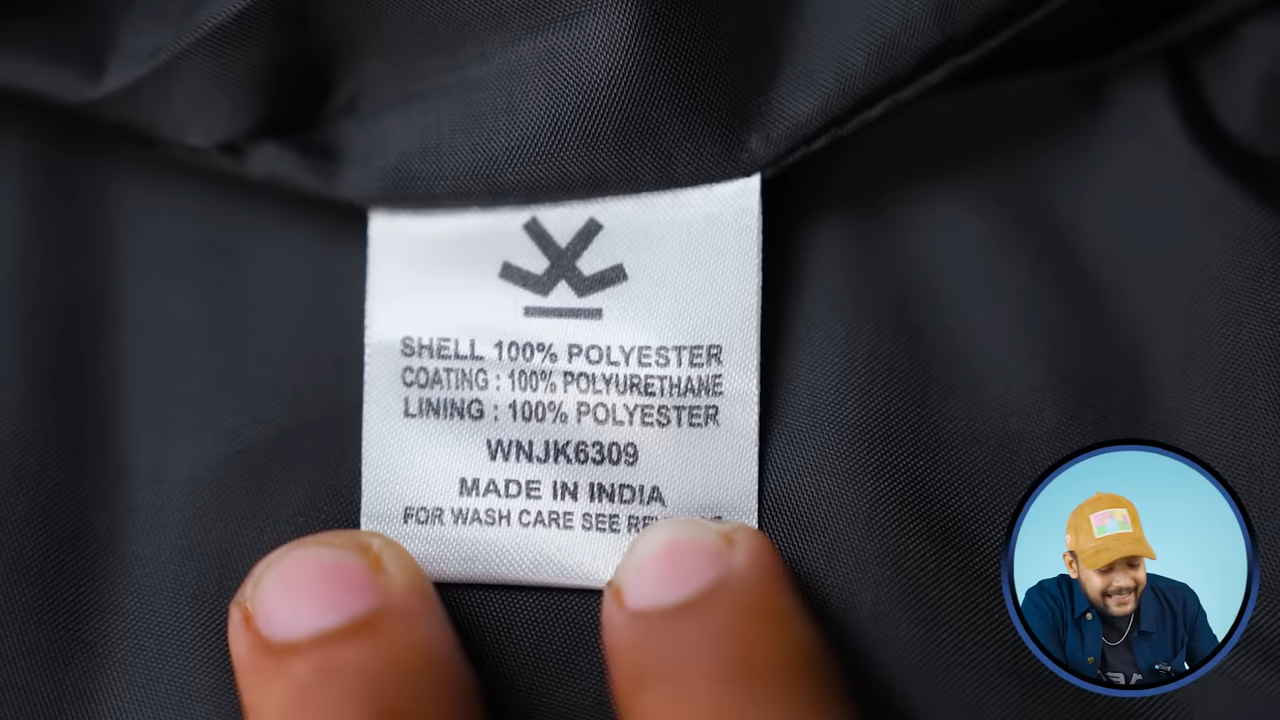 SHELL 100% POLYESTER
COATING : 100% POLYURETHANE
LINING : 100% POLYESTER
WNJK6309
MADE IN INDIA
FOR WASH CARE SEE